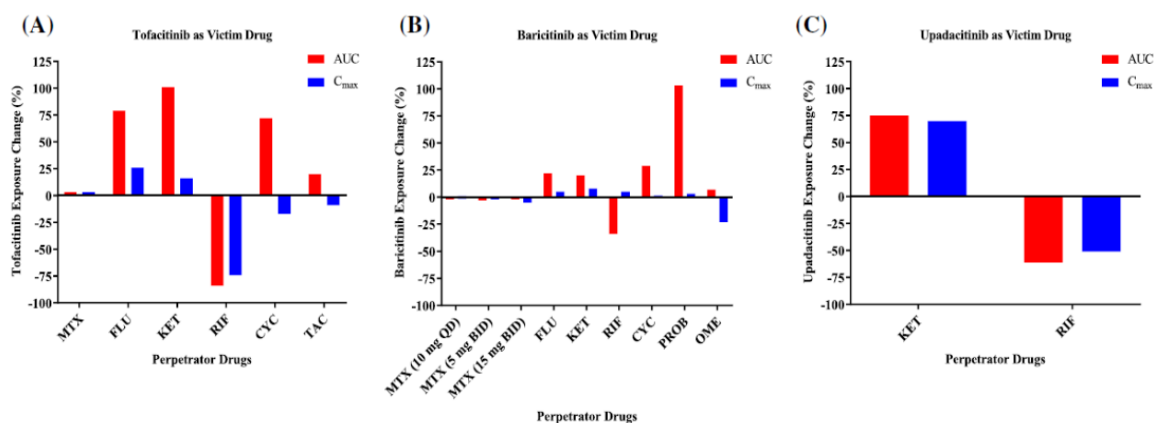 (A)
Tofacitinib as Victim Drug
AUC
Cmax
Tofacitinib Exposure Change (%)
125
100
75
50
25
0
-25
-50
-75
-100
MTX
FLU
KET
RIF
CYC
TAC
Perpetrator Drugs
(B)
Baricitinib as Victim Drug
AUC
Cmax
Baricitinib Exposure Change (%)
125
100
75
50
25
0
-25
-50
-75
-100
MTX (10 mg QD)
MTX (5 mg BID)
MTX (15 mg BID)
FLU
KET
RIF
CYC
PROB
OME
Perpetrator Drugs
(C)
Upadacitinib as Victim Drug
AUC
Cmax
Upadacitinib Exposure Change (%)
125
100
75
50
25
0
-25
-50
-75
-100
KET
RIF
Perpetrator Drugs